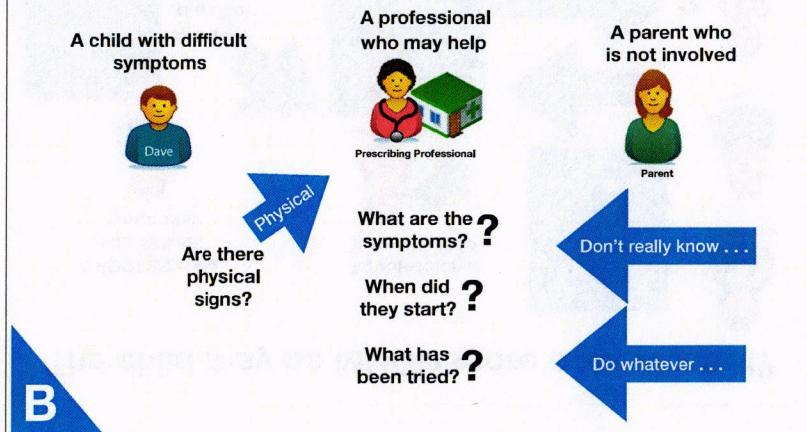 A child with difficult
symptoms
Dave
A professional
who may help
Prescribing Professional
A parent who
is not involved
Parent
Physical
Are there
physical
signs?
What are the
symptoms? ?
When did
they start? ?
What has
been tried? ?
Don't really know . . .
Do whatever . . .
B